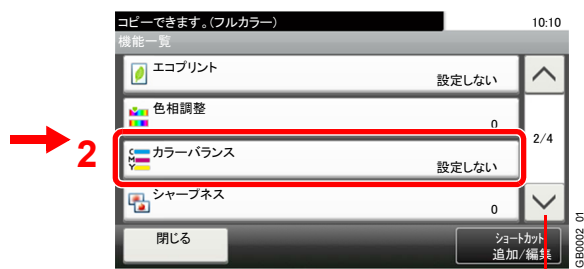 コピーできます。(フルカラー)
10:10
機能一覧
エコプリント
設定しない
色相調整
0
2/4
2
C
M
Y
カラーバランス
設定しない
シャープネス
0
閉じる
ショートカット
追加/編集
GB0002 01